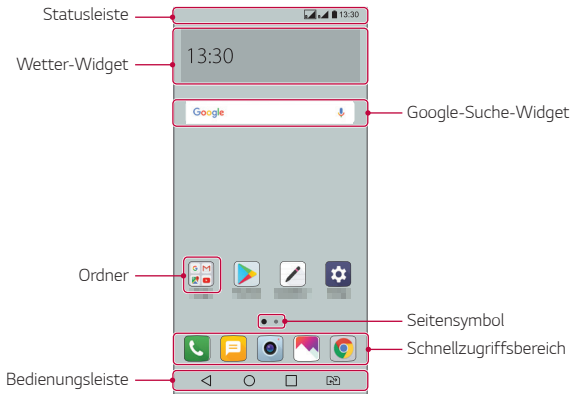 Statusleiste
13:30
Wetter-Widget
13:30
Google
Google-Suche-Widget
Ordner
Seitensymbol
Schnellzugriffsbereich
Bedienungsleiste